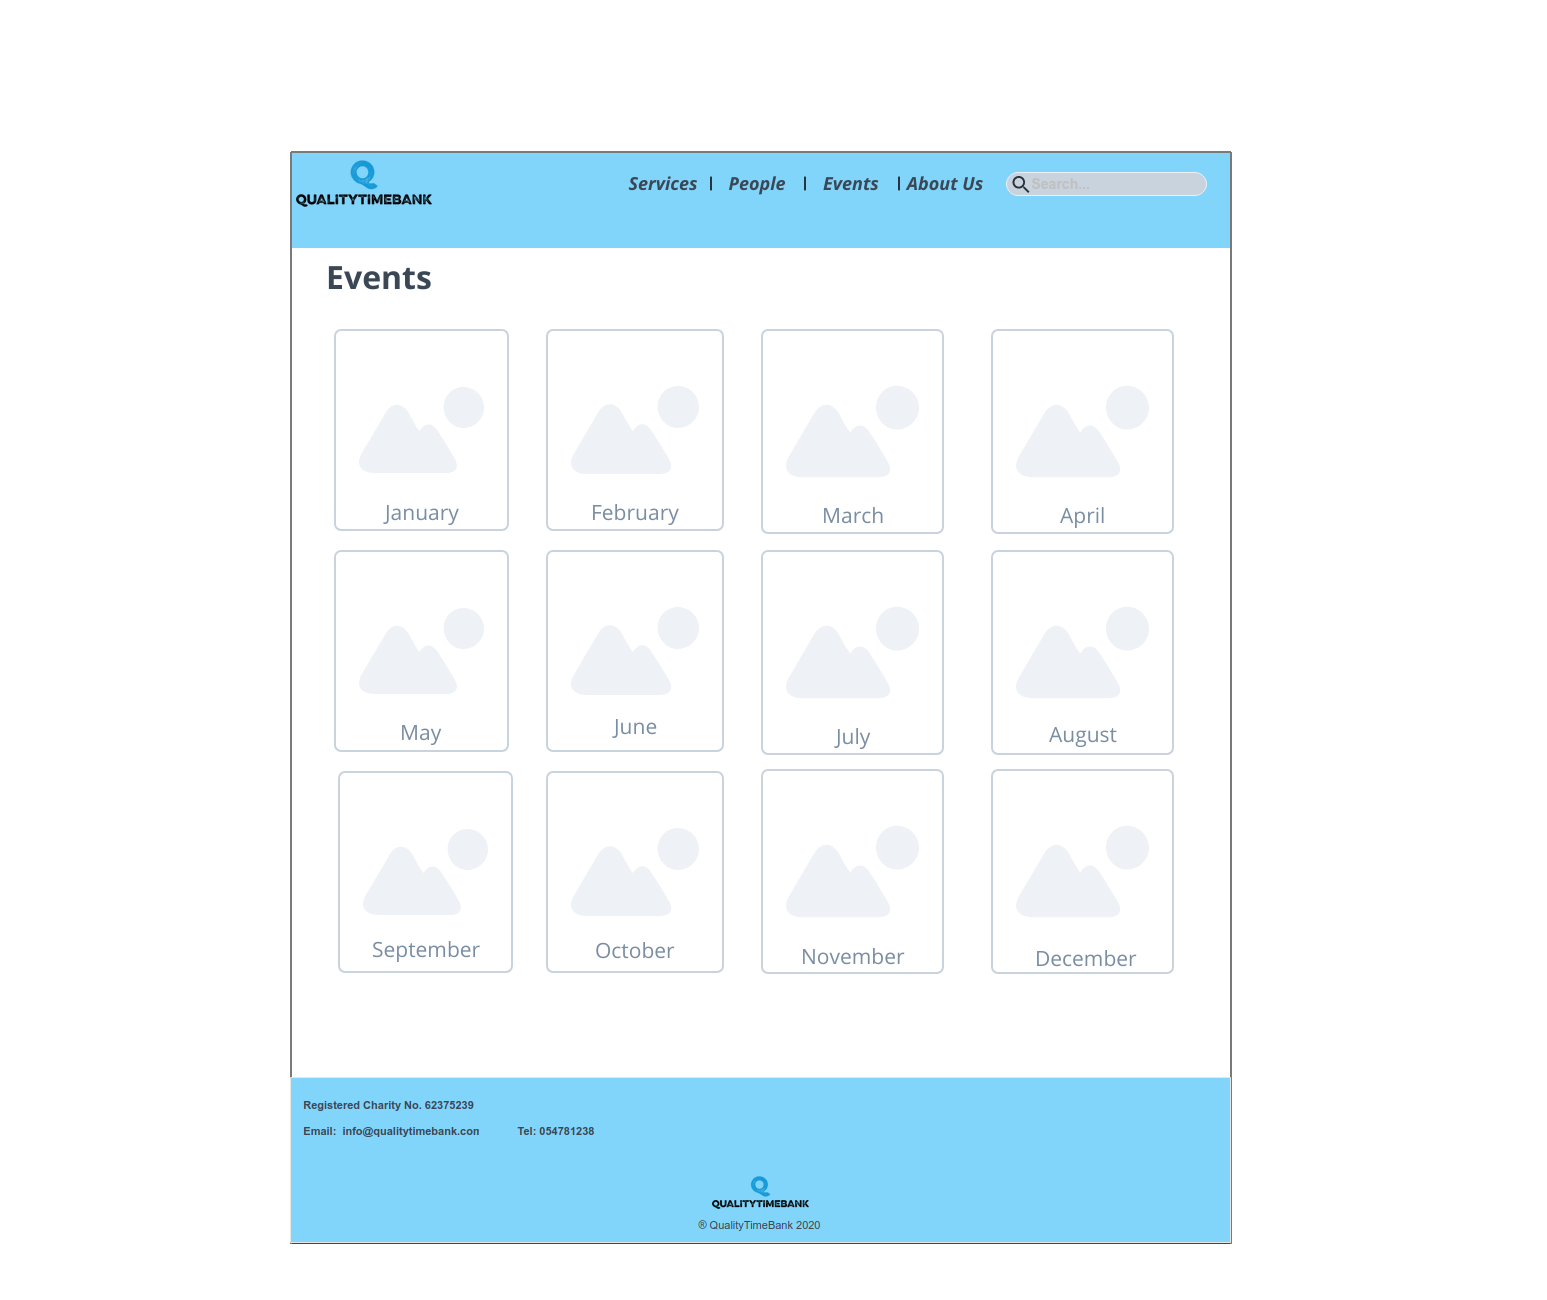 QUALITYTIMEBANK
Services | People | Events | About Us
Search...
Events
January February March April
May June July August
September October November December
Registered Charity No. 62375239
Email: info@qualitytimebank.con Tel: 054781238
QUALITYTIMEBANK
® QualityTimeBank 2020